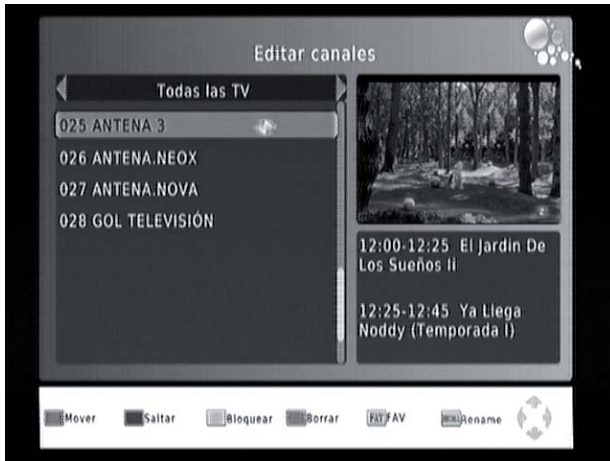 Editar canales
Todas las TV
025 ANTENA 3
026 ANTENA.NEOX
027 ANTENA.NOVA
028 GOL TELEVISIÓN
12:00-12:25 El Jardin De
Los Sueños Ii
12:25-12:45 Ya Llega
Noddy (Temporada I)
Mover Saltar Bloquear Borrar FAV FAV Rename